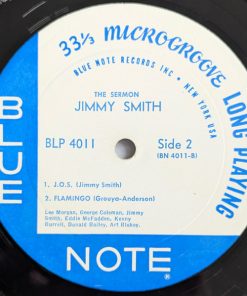 33⅓ MICROGROOVE LONG PLATING
BLUE NOTE RECORDS INC • NEW YORK USA
THE SERMON
JIMMY SMITH
BLP 4011 Side 2
(BN 4011-B)
1. J.O.S. (Jimmy Smith)
2. FLAMINGO (Grouya-Anderson)
Lee Morgan, George Coleman, Jimmy
Smith, Eddie McFadden, Kenny
Burrell, Donald Bailey, Art Blakey.
BLUE
NOTE
®